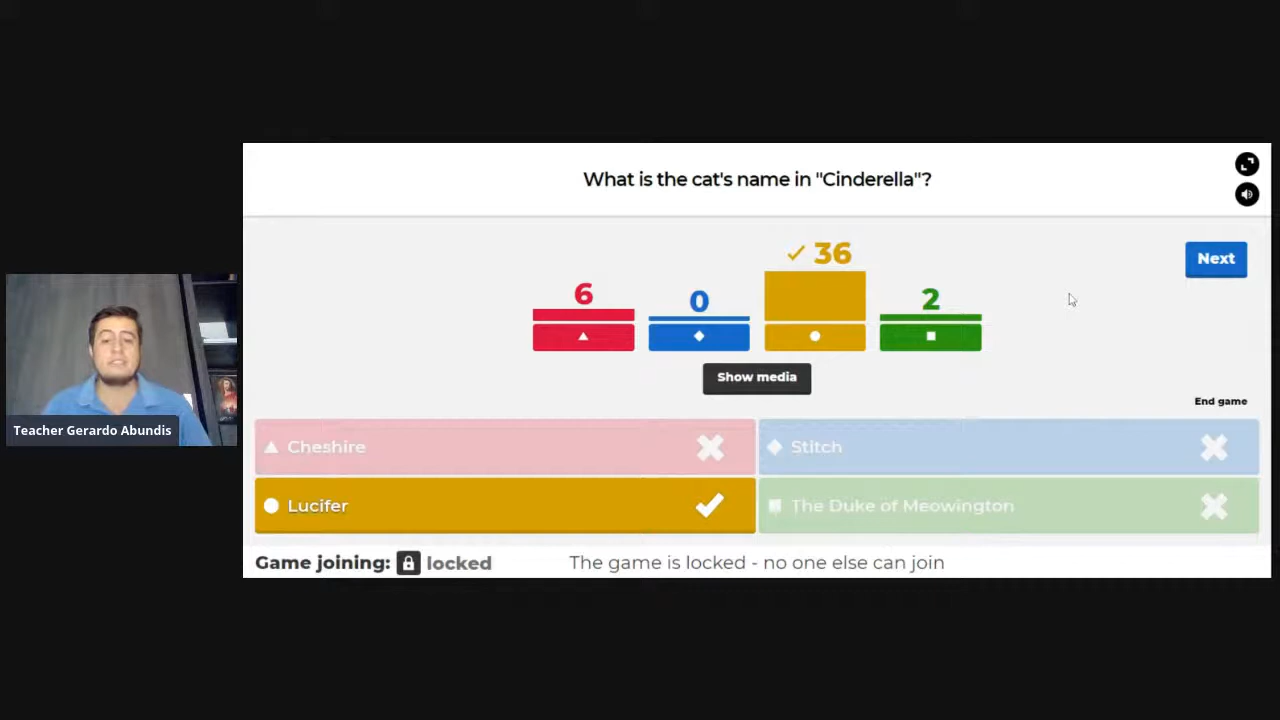 What is the cat's name in "Cinderella"?
6
0
36
2
Next
Show media
End game
Cheshire
Stitch
Lucifer
The Duke of Meowington
Game joining: locked
The game is locked - no one else can join
Teacher Gerardo Abundis